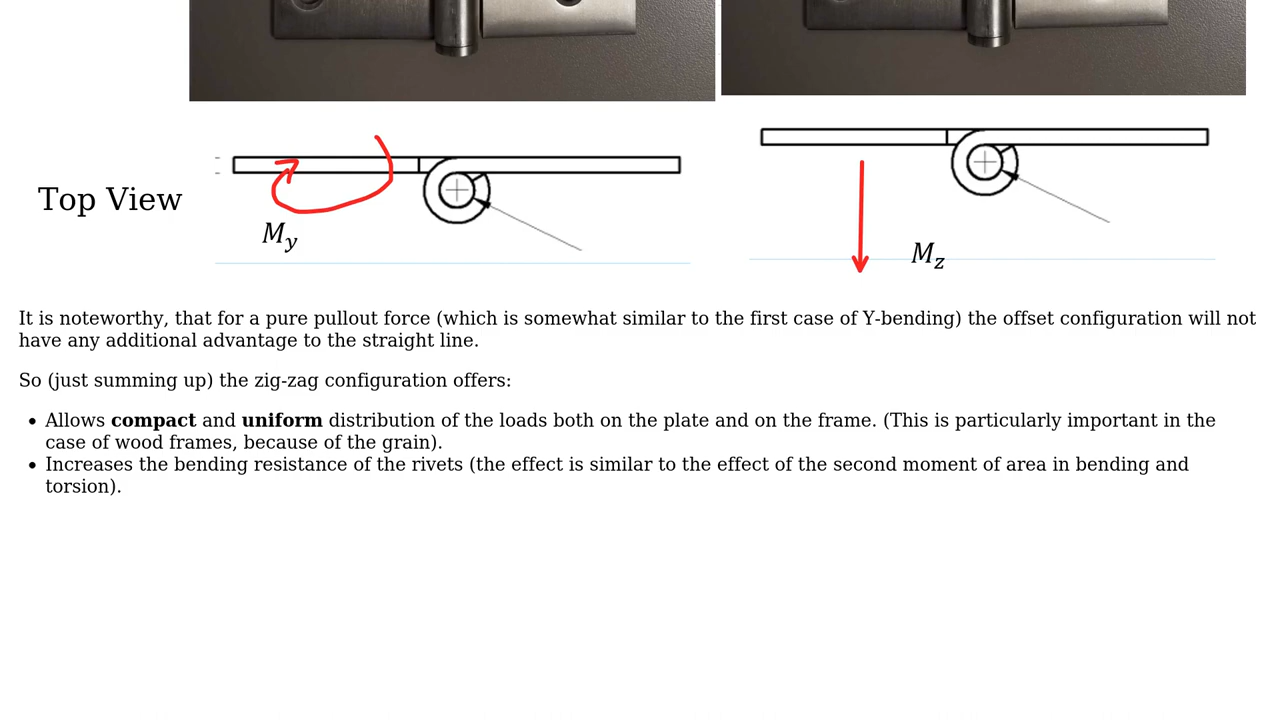 Top View
My
Mz
It is noteworthy, that for a pure pullout force (which is somewhat similar to the first case of Y-bending) the offset configuration will not
have any additional advantage to the straight line.
So (just summing up) the zig-zag configuration offers:
• Allows compact and uniform distribution of the loads both on the plate and on the frame. (This is particularly important in the
case of wood frames, because of the grain).
• Increases the bending resistance of the rivets (the effect is similar to the effect of the second moment of area in bending and
torsion).